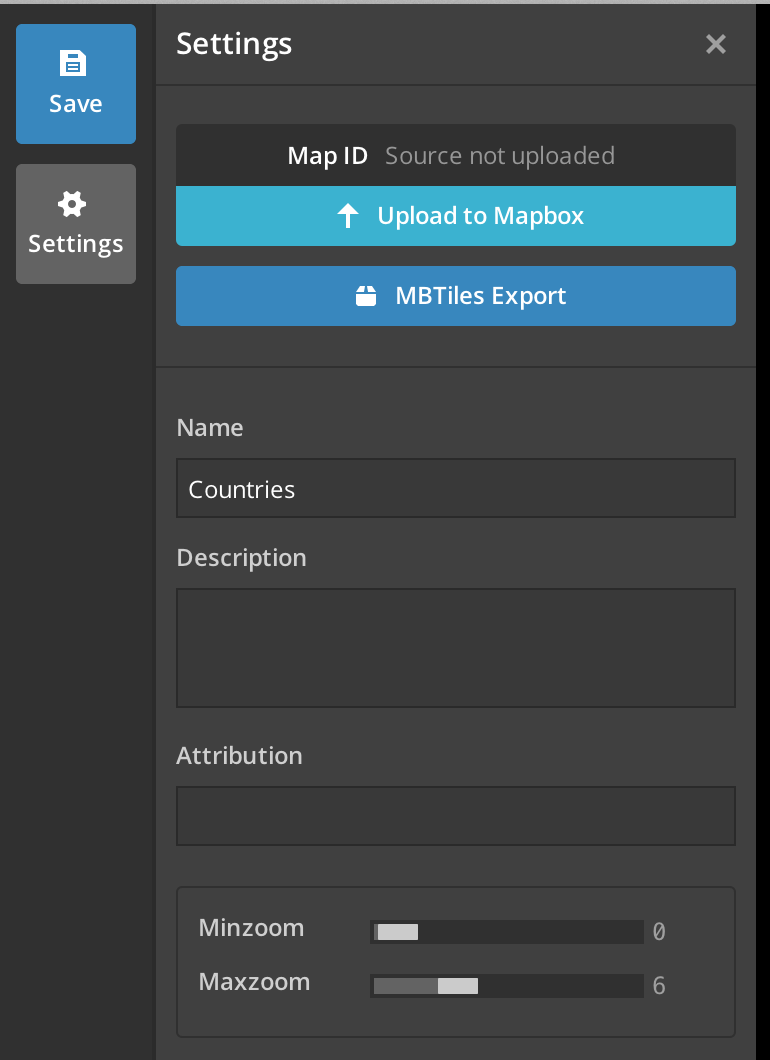 Save
Settings
Settings
Map ID Source not uploaded
Upload to Mapbox
MBTiles Export
Name
Countries
Description
Attribution
Minzoom 0
Maxzoom 6